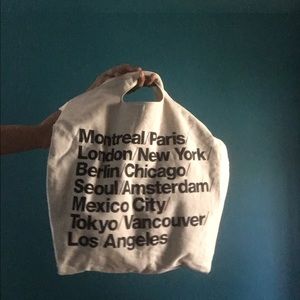 Montreal/Paris/
London/New York/
Berlin/Chicago/
Seoul/Amsterdam/
Mexico City/
Tokyo/Vancouver/
Los Angeles